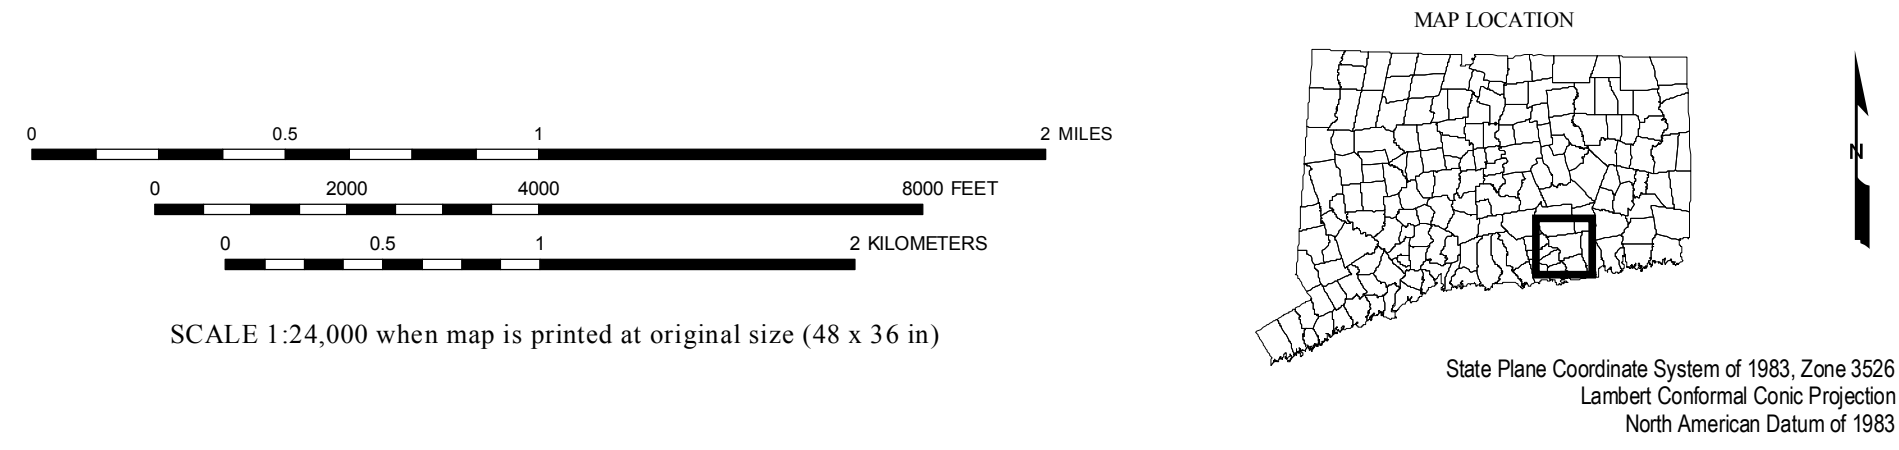 0 0.5 1 2 MILES
0 2000 4000 8000 FEET
0 0.5 1 2 KILOMETERS
SCALE 1:24,000 when map is printed at original size (48 x 36 in)
MAP LOCATION
N
State Plane Coordinate System of 1983, Zone 3526
Lambert Conformal Conic Projection
North American Datum of 1983